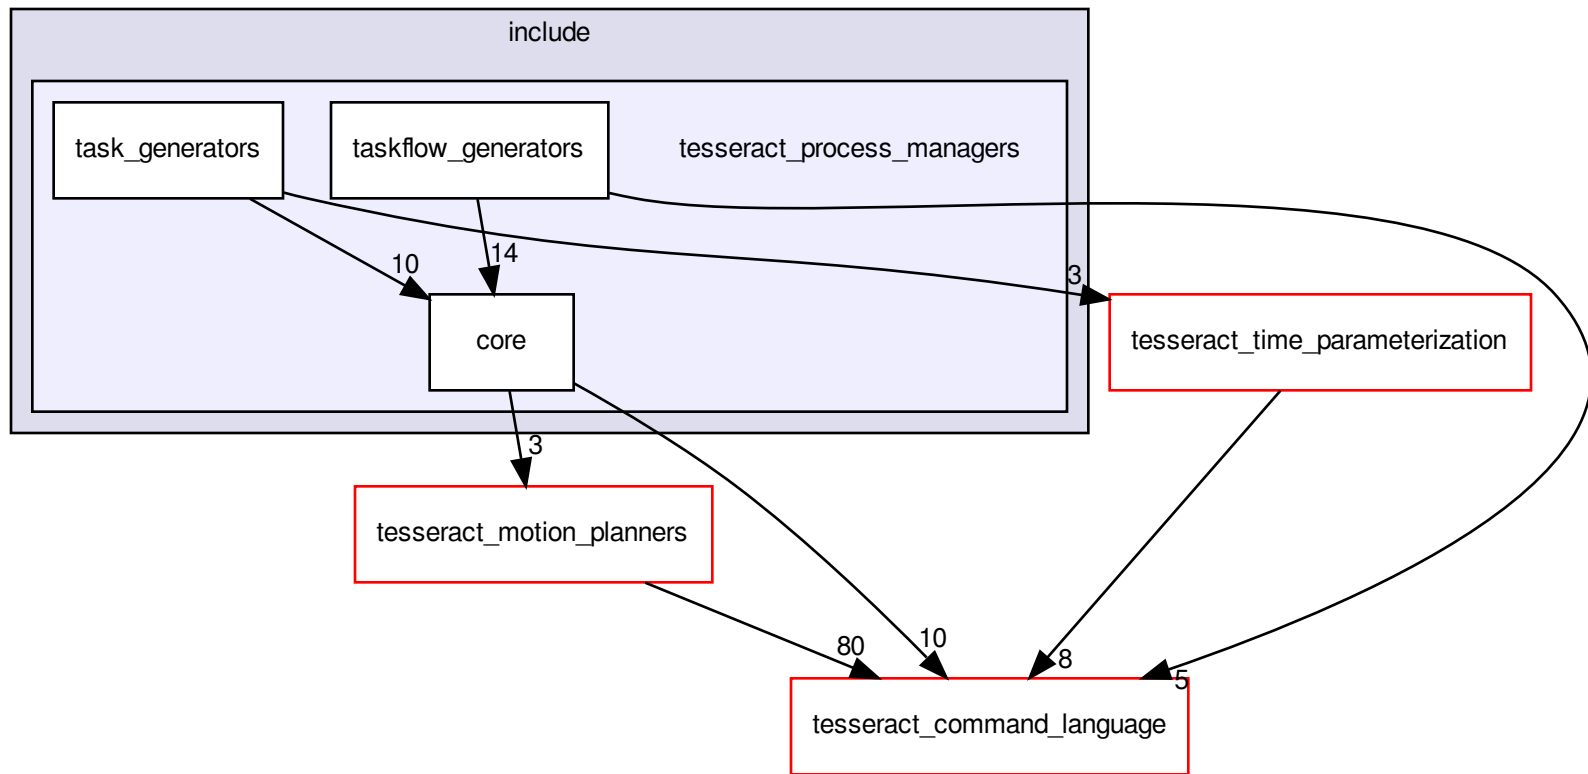 include
task_generators
taskflow_generators
tesseract_process_managers
10
14
3
core
tesseract_time_parameterization
3
tesseract_motion_planners
80
10
8
5
tesseract_command_language